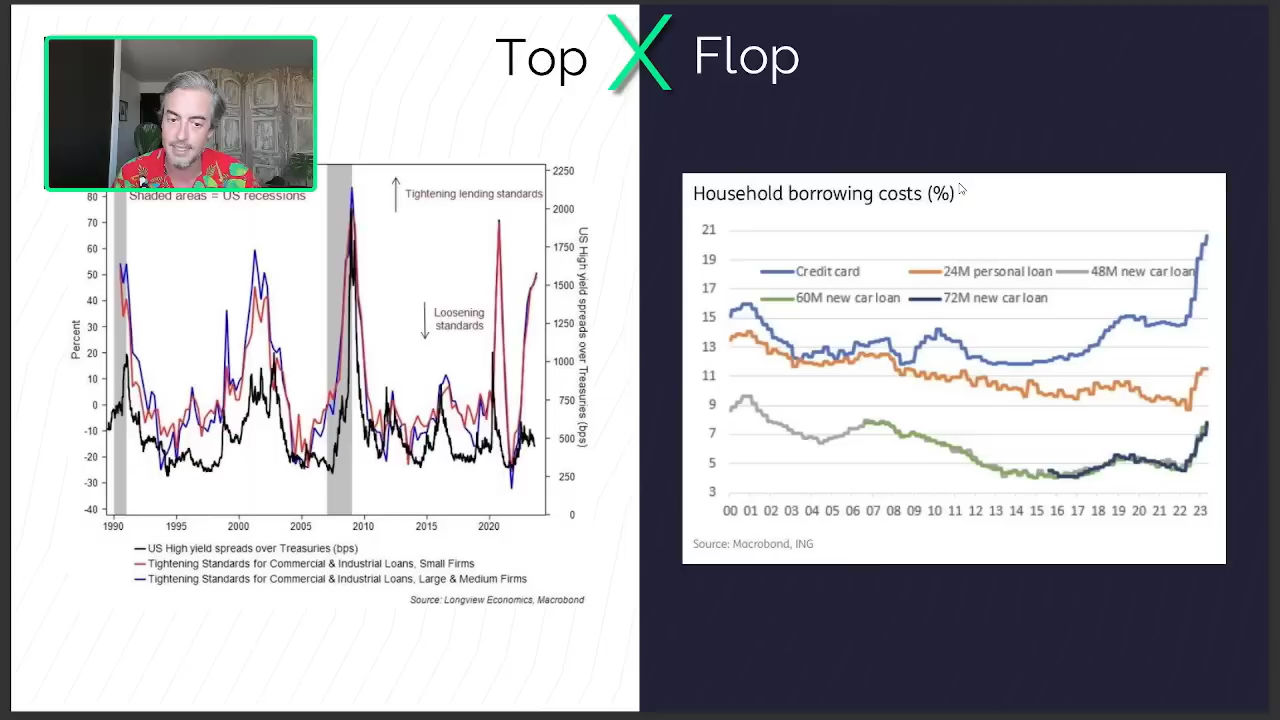 Top X Flop
Shaded areas = US recessions
Tightening lending standards
Loosening
standards
Percent
80
70
60
50
40
30
20
10
0
-10
-20
-30
-40
2250
2000
1750
1500
1250
1000
750
500
250
0
US High yield spreads over Treasuries (bps)
1990 1995 2000 2005 2010 2015 2020
US High yield spreads over Treasuries (bps)
Tightening Standards for Commercial & Industrial Loans, Small Firms
Tightening Standards for Commercial & Industrial Loans, Large & Medium Firms
Source: Longview Economics, Macrobond
Household borrowing costs (%)
21
19
17
15
13
11
9
7
5
3
Credit card 24M personal loan 48M new car loan
60M new car loan 72M new car loan
00 01 02 03 04 05 06 07 08 09 10 11 12 13 14 15 16 17 18 19 20 21 22 23
Source: Macrobond, ING